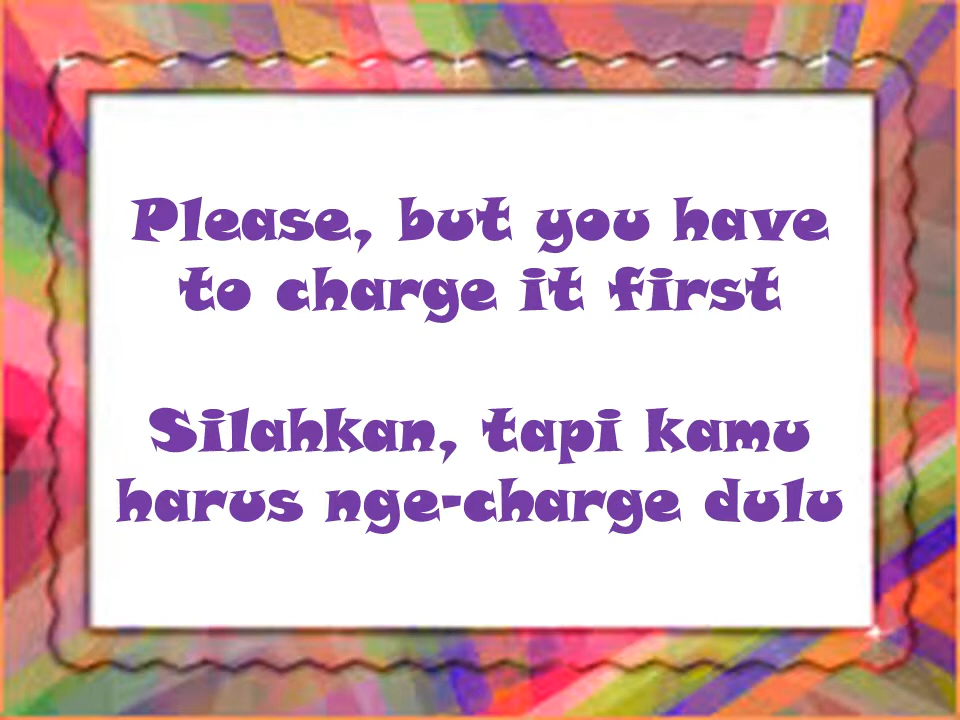 Please, but you have
to charge it first
Silahkan, tapi kamu
harus nge-charge dulu